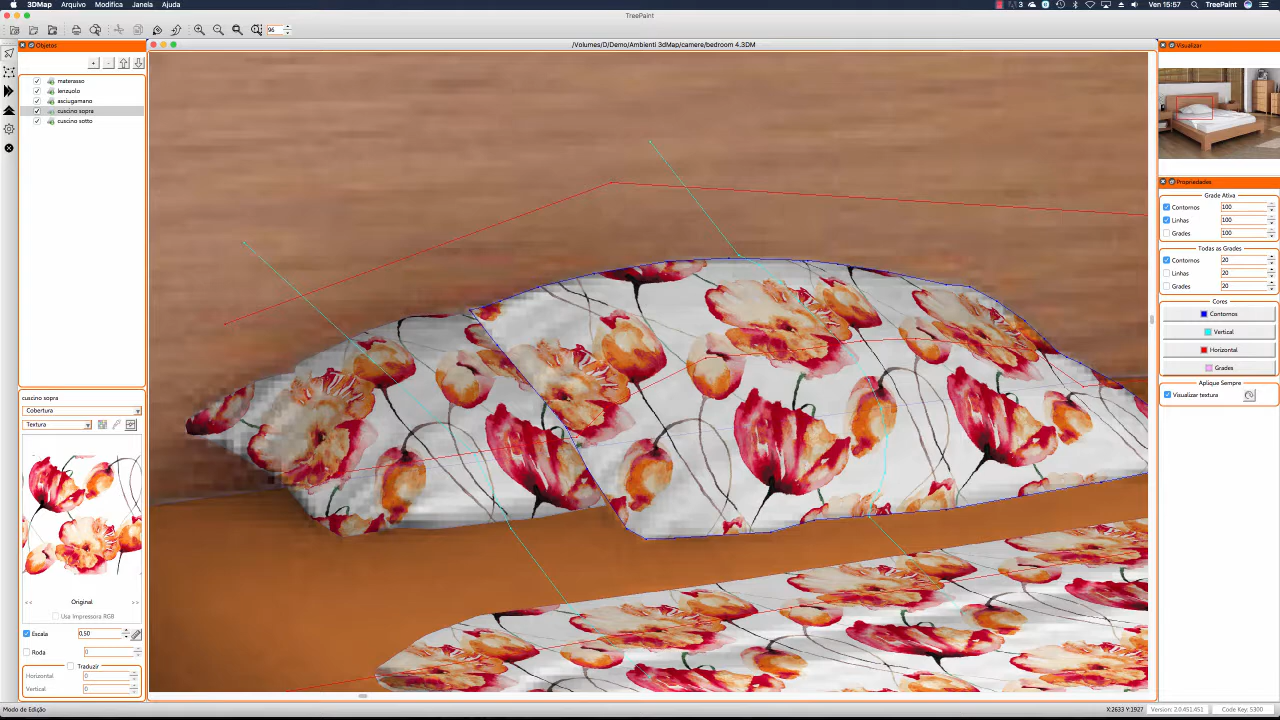 3DMap Arquivo Modifica Janela Ajuda
3
Ven 15:57
TreePaint
TreePaint
96
Objetos
/Volumes/D/Demo/Ambienti 3dMap/camere/bedroom 4.3DM
Visualizar
materasso
lenzuolo
asciugamano
cuscino sopra
cuscino sotto
Propriedades
Grade Ativa
Contornos 100
Linhas 100
Grades 100
Todas as Grades
Contornos 20
Linhas 20
Grades 20
Cores
Contornos
Vertical
Horizontal
Grades
Aplique Sempre
Visualizar textura
cuscino sopra
Cobertura
Textura
<< Original >>
Usa Impressora RGB
Escala 0,50
Roda 0
Traduzir
Horizontal 0
Vertical 0
Modo de Edição
X:2633 Y:1927
Version: 2.0.451.451
Code Key: 5300